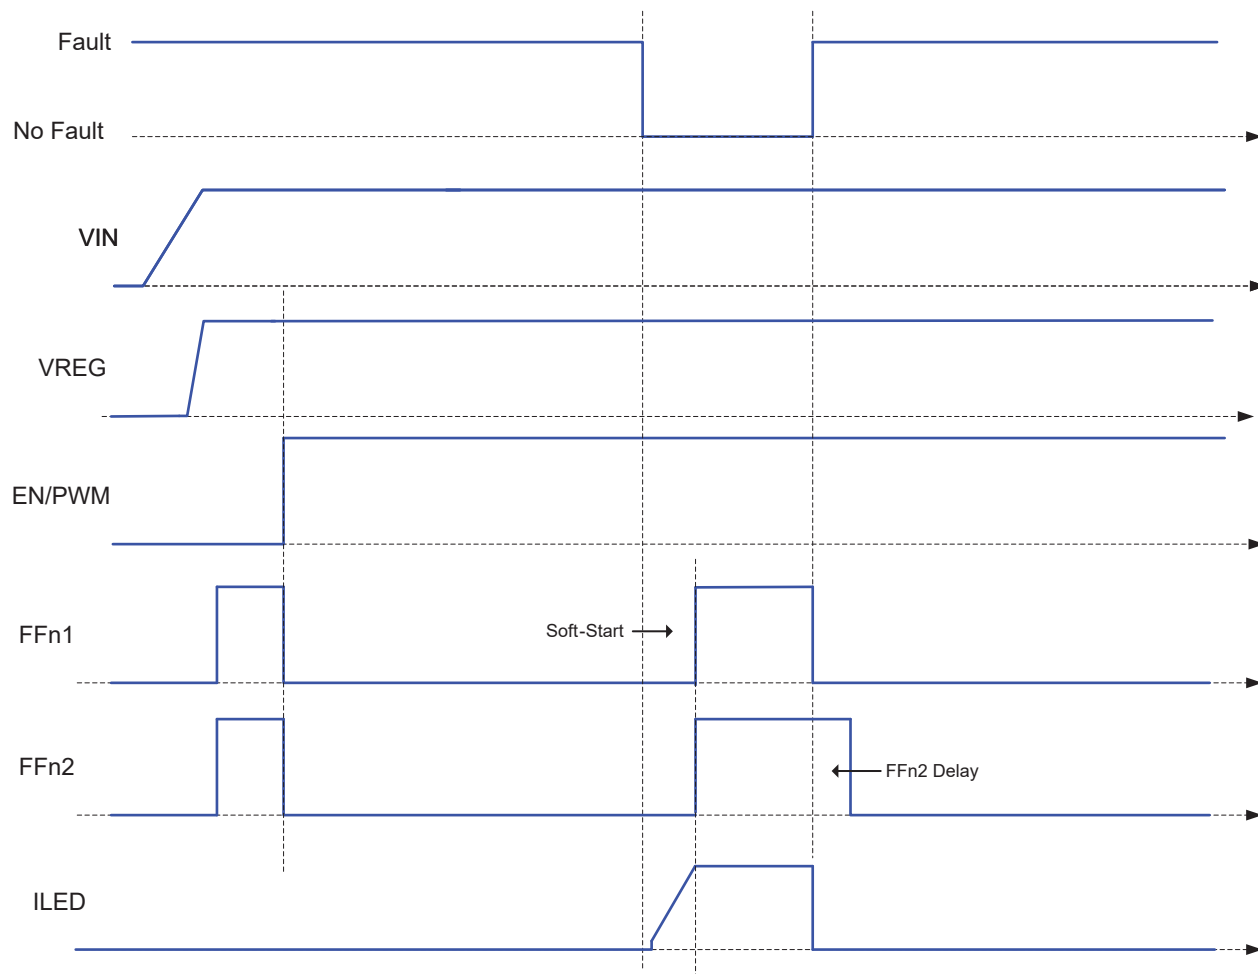 Fault
No Fault
VIN
VREG
EN/PWM
FFn1
Soft-Start
FFn2
FFn2 Delay
ILED